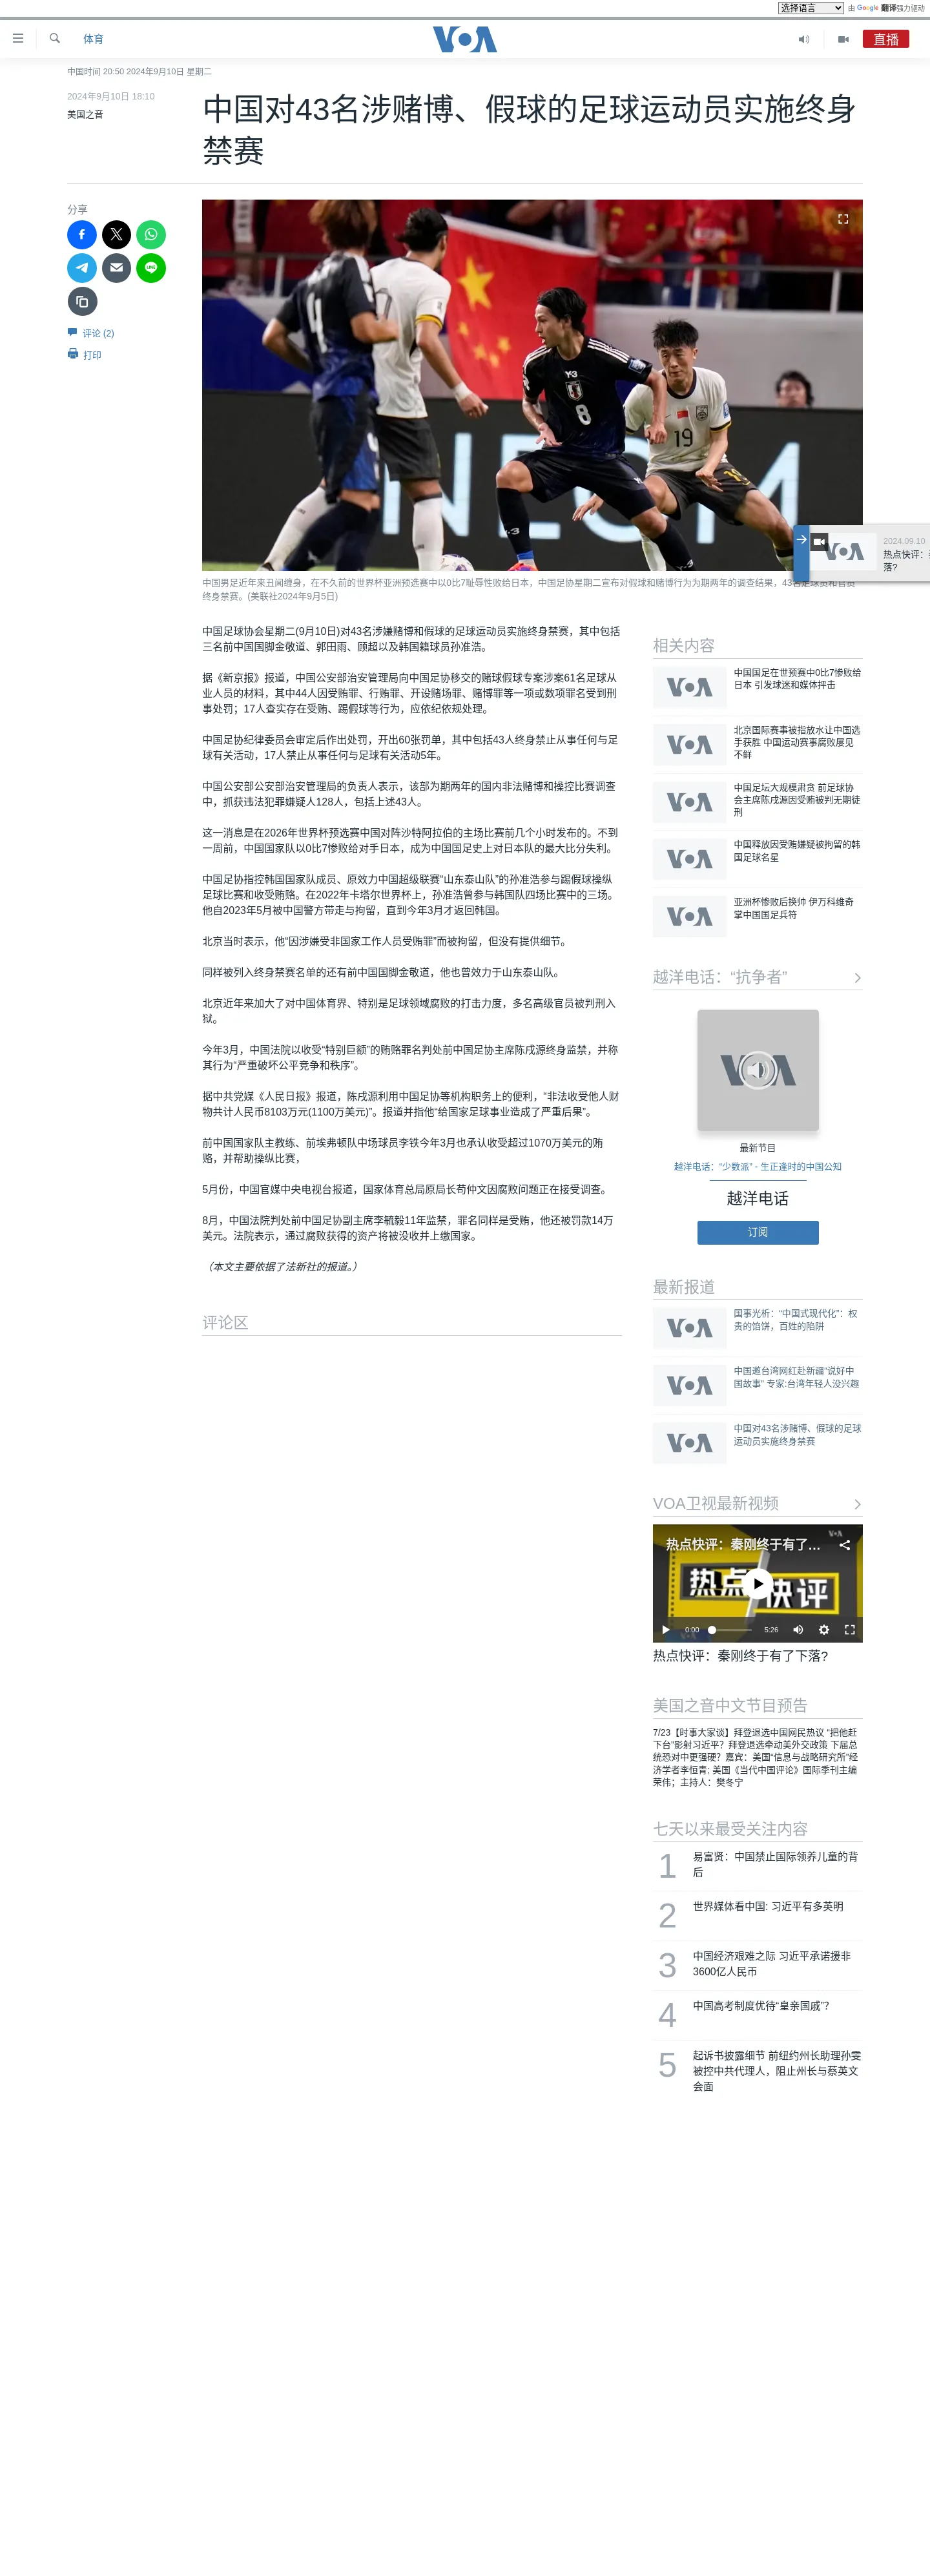 选择语言 由 Google 翻译强力驱动
体育
VOA
直播
中国时间 20:50 2024年9月10日 星期二
2024年9月10日 18:10
美国之音
中国对43名涉赌博、假球的足球运动员实施终身
禁赛
分享
评论 (2)
打印
Y-3
8
19
中国男足近年来丑闻缠身，在不久前的世界杯亚洲预选赛中以0比7耻辱性败给日本，中国足协星期二宣布对假球和赌博行为为期两年的调查结果，43名足球员和官员
终身禁赛。(美联社2024年9月5日)
2024.09.10
热点快评：
落?
中国足球协会星期二(9月10日)对43名涉嫌赌博和假球的足球运动员实施终身禁赛，其中包括
三名前中国国脚金敬道、郭田雨、顾超以及韩国籍球员孙准浩。
据《新京报》报道，中国公安部治安管理局向中国足协移交的赌球假球专案涉案61名足球从
业人员的材料，其中44人因受贿罪、行贿罪、开设赌场罪、赌博罪等一项或数项罪名受到刑
事处罚；17人查实存在受贿、踢假球等行为，应依纪依规处理。
中国足协纪律委员会审定后作出处罚，开出60张罚单，其中包括43人终身禁止从事任何与足
球有关活动，17人禁止从事任何与足球有关活动5年。
中国公安部公安部治安管理局的负责人表示，该部为期两年的国内非法赌博和操控比赛调查
中，抓获违法犯罪嫌疑人128人，包括上述43人。
这一消息是在2026年世界杯预选赛中国对阵沙特阿拉伯的主场比赛前几个小时发布的。不到
一周前，中国国家队以0比7惨败给对手日本，成为中国国足史上对日本队的最大比分失利。
中国足协指控韩国国家队成员、原效力中国超级联赛“山东泰山队”的孙准浩参与踢假球操纵
足球比赛和收受贿赂。在2022年卡塔尔世界杯上，孙准浩曾参与韩国队四场比赛中的三场。
他自2023年5月被中国警方带走与拘留，直到今年3月才返回韩国。
北京当时表示，他“因涉嫌受非国家工作人员受贿罪”而被拘留，但没有提供细节。
同样被列入终身禁赛名单的还有前中国国脚金敬道，他也曾效力于山东泰山队。
北京近年来加大了对中国体育界、特别是足球领域腐败的打击力度，多名高级官员被判刑入
狱。
今年3月，中国法院以收受“特别巨额”的贿赂罪名判处前中国足协主席陈戌源终身监禁，并称
其行为“严重破坏公平竞争和秩序”。
据中共党媒《人民日报》报道，陈戌源利用中国足协等机构职务上的便利，“非法收受他人财
物共计人民币8103万元(1100万美元)”。报道并指他“给国家足球事业造成了严重后果”。
前中国国家队主教练、前埃弗顿队中场球员李铁今年3月也承认收受超过1070万美元的贿
赂，并帮助操纵比赛，
5月份，中国官媒中央电视台报道，国家体育总局原局长苟仲文因腐败问题正在接受调查。
8月，中国法院判处前中国足协副主席李毓毅11年监禁，罪名同样是受贿，他还被罚款14万
美元。法院表示，通过腐败获得的资产将被没收并上缴国家。
（本文主要依据了法新社的报道。）
评论区
相关内容
中国国足在世预赛中0比7惨败给
日本 引发球迷和媒体抨击
北京国际赛事被指放水让中国选
手获胜 中国运动赛事腐败屡见
不鲜
中国足坛大规模肃贪 前足球协
会主席陈戌源因受贿被判无期徒
刑
中国释放因受贿嫌疑被拘留的韩
国足球名星
亚洲杯惨败后换帅 伊万科维奇
掌中国国足兵符
越洋电话：“抗争者”
最新节目
越洋电话：“少数派” - 生正逢时的中国公知
越洋电话
订阅
最新报道
国事光析：“中国式现代化”：权
贵的馅饼，百姓的陷阱
中国邀台湾网红赴新疆“说好中
国故事” 专家:台湾年轻人没兴趣
中国对43名涉赌博、假球的足球
运动员实施终身禁赛
VOA卫视最新视频
热点快评：秦刚终于有了…
热点快评
0:00 5:26
热点快评：秦刚终于有了下落?
美国之音中文节目预告
7/23【时事大家谈】拜登退选中国网民热议 “把他赶
下台”影射习近平？拜登退选牵动美外交政策 下届总
统恐对中更强硬？嘉宾：美国“信息与战略研究所”经
济学者李恒青; 美国《当代中国评论》国际季刊主编
荣伟；主持人：樊冬宁
七天以来最受关注内容
1 易富贤：中国禁止国际领养儿童的背
后
2 世界媒体看中国: 习近平有多英明
3 中国经济艰难之际 习近平承诺援非
3600亿人民币
4 中国高考制度优待“皇亲国戚”？
5 起诉书披露细节 前纽约州长助理孙雯
被控中共代理人，阻止州长与蔡英文
会面